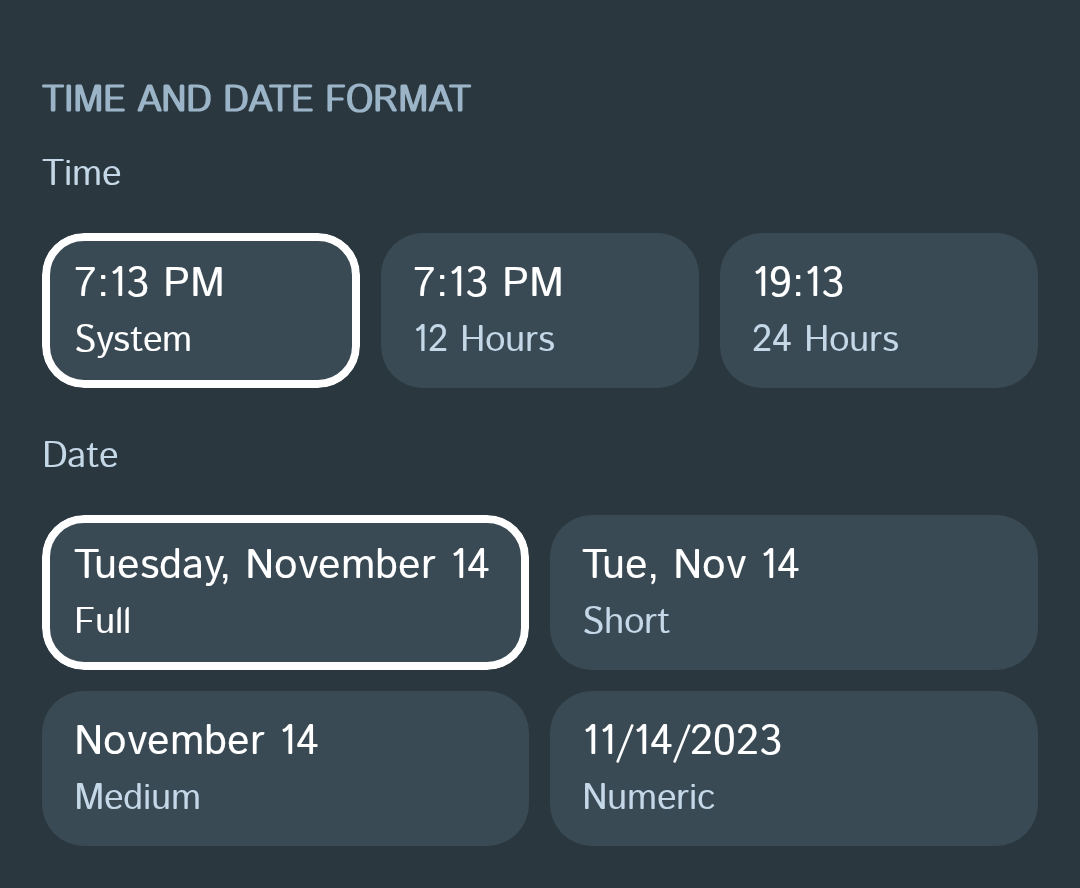 TIME AND DATE FORMAT
Time
7:13 PM
System
7:13 PM
12 Hours
19:13
24 Hours
Date
Tuesday, November 14
Full
Tue, Nov 14
Short
November 14
Medium
11/14/2023
Numeric